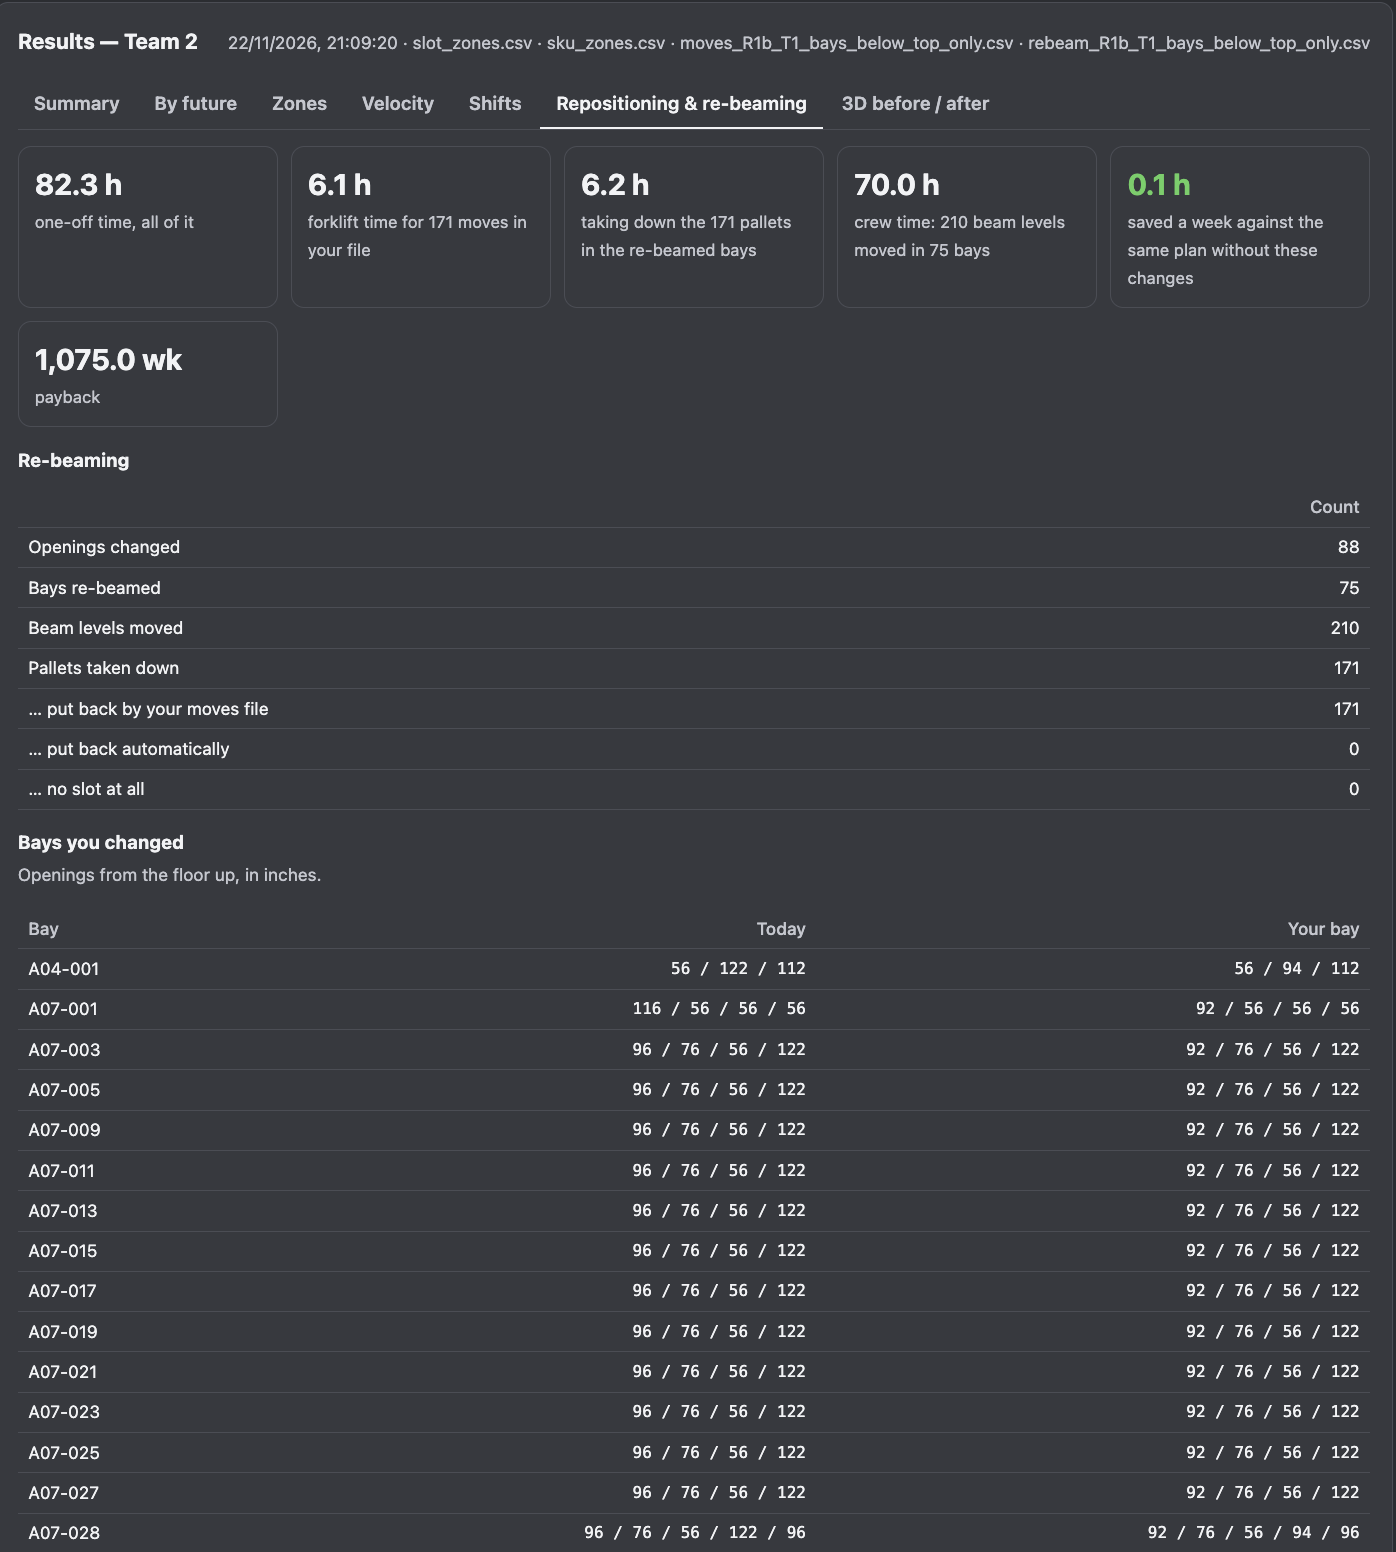 Results — Team 2 22/11/2026, 21:09:20 · slot_zones.csv · sku_zones.csv · moves_R1b_T1_bays_below_top_only.csv · rebeam_R1b_T1_bays_below_top_only.csv
Summary By future Zones Velocity Shifts Repositioning & re-beaming 3D before / after
82.3 h
one-off time, all of it
6.1 h
forklift time for 171 moves in
your file
6.2 h
taking down the 171 pallets
in the re-beamed bays
70.0 h
crew time: 210 beam levels
moved in 75 bays
0.1 h
saved a week against the
same plan without these
changes
1,075.0 wk
payback
Re-beaming
Count
Openings changed 88
Bays re-beamed 75
Beam levels moved 210
Pallets taken down 171
... put back by your moves file 171
... put back automatically 0
... no slot at all 0
Bays you changed
Openings from the floor up, in inches.
Bay Today Your bay
A04-001 56 / 122 / 112 56 / 94 / 112
A07-001 116 / 56 / 56 / 56 92 / 56 / 56 / 56
A07-003 96 / 76 / 56 / 122 92 / 76 / 56 / 122
A07-005 96 / 76 / 56 / 122 92 / 76 / 56 / 122
A07-009 96 / 76 / 56 / 122 92 / 76 / 56 / 122
A07-011 96 / 76 / 56 / 122 92 / 76 / 56 / 122
A07-013 96 / 76 / 56 / 122 92 / 76 / 56 / 122
A07-015 96 / 76 / 56 / 122 92 / 76 / 56 / 122
A07-017 96 / 76 / 56 / 122 92 / 76 / 56 / 122
A07-019 96 / 76 / 56 / 122 92 / 76 / 56 / 122
A07-021 96 / 76 / 56 / 122 92 / 76 / 56 / 122
A07-023 96 / 76 / 56 / 122 92 / 76 / 56 / 122
A07-025 96 / 76 / 56 / 122 92 / 76 / 56 / 122
A07-027 96 / 76 / 56 / 122 92 / 76 / 56 / 122
A07-028 96 / 76 / 56 / 122 / 96 92 / 76 / 56 / 94 / 96